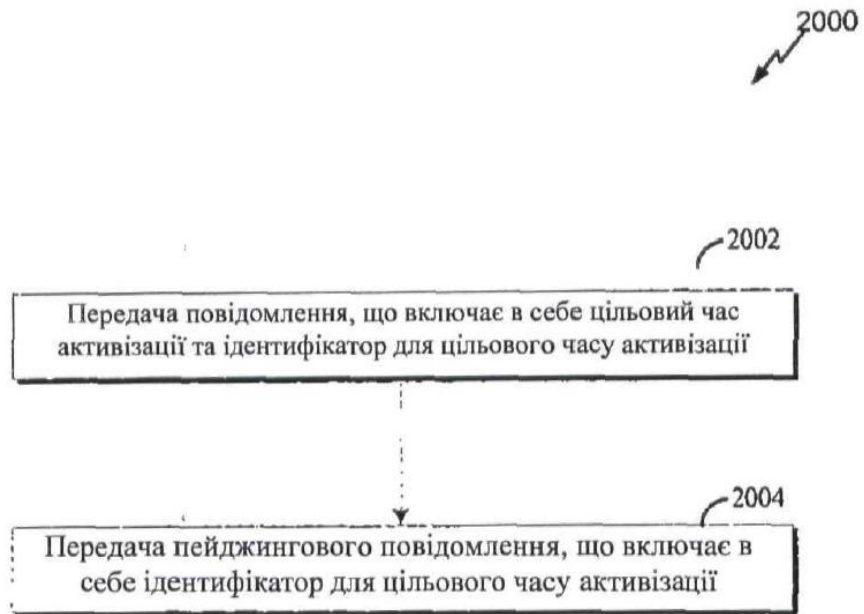 2000
2002
Передача повідомлення, що включає в себе цільовий час
активізації та ідентифікатор для цільового часу активізації
2004
Передача пейджингового повідомлення, що включає в
себе ідентифікатор для цільового часу активізації